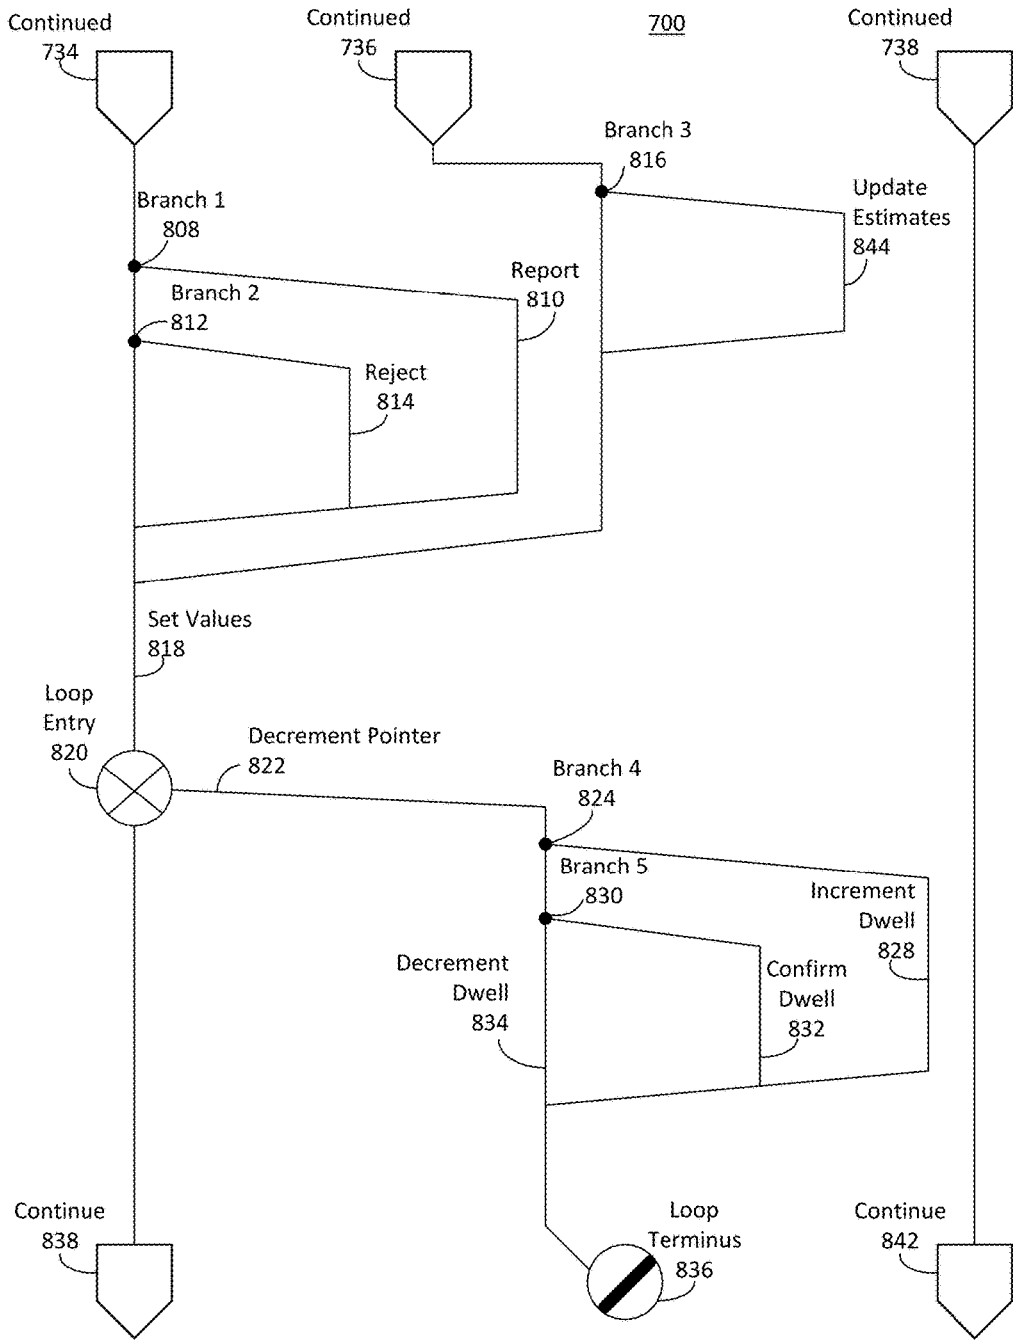 Continued
734
Continued
736
700
Continued
738
Branch 3
816
Update
Estimates
844
Branch 1
808
Report
810
Branch 2
812
Reject
814
Set Values
818
Loop
Entry
820
Decrement Pointer
822
Branch 4
824
Branch 5
830
Increment
Dwell
828
Decrement
Dwell
834
Confirm
Dwell
832
Continue
838
Loop
Terminus
836
Continue
842